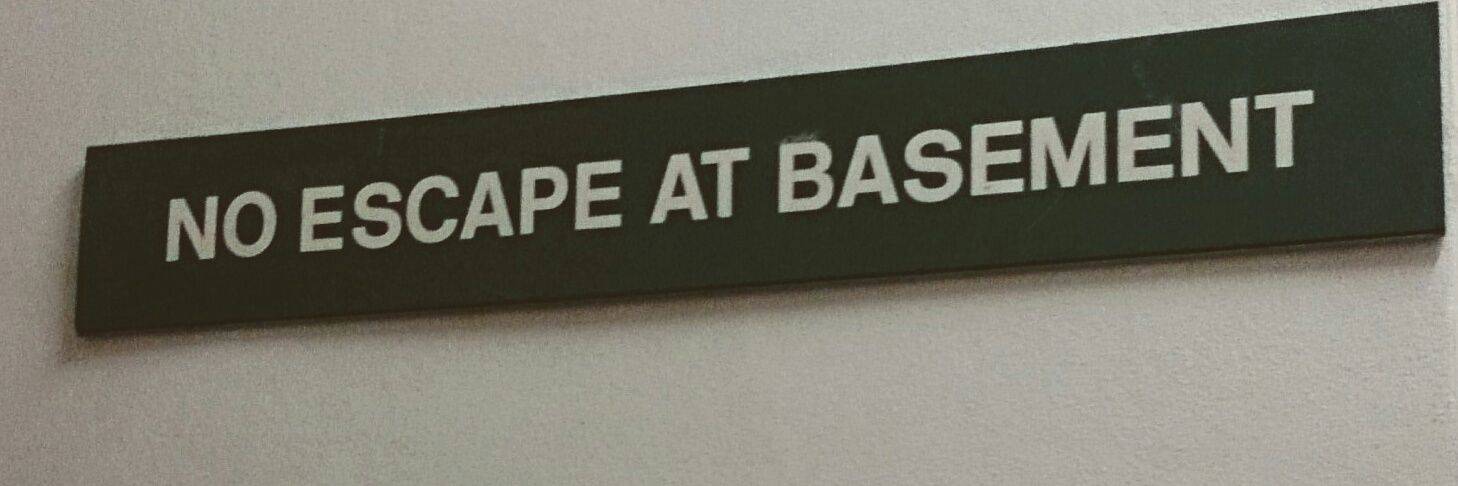 NO ESCAPE AT BASEMENT